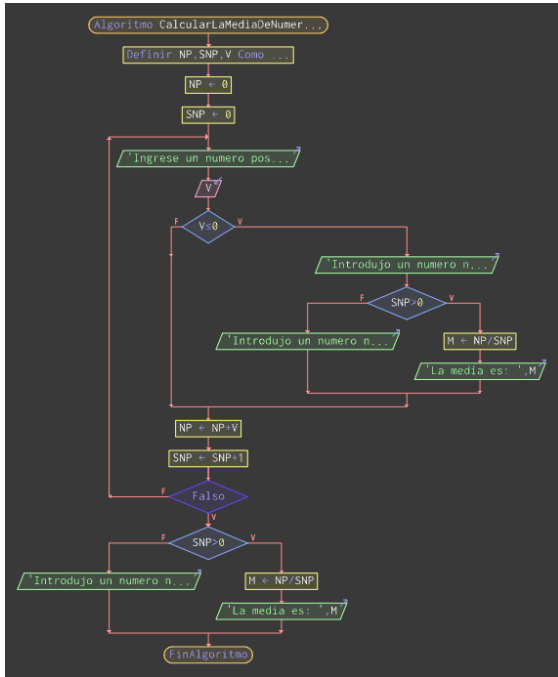 Algoritmo CalcularLaMediaDeNumer...
Definir NP,SNP,V Como ...
NP ← 0
SNP ← 0
'Ingrese un numero pos...
V
V≤0
F
V
'Introdujo un numero n...
SNP>0
F
V
'Introdujo un numero n...
M ← NP/SNP
'La media es: ',M
NP ← NP+V
SNP ← SNP+1
Falso
F
V
SNP>0
F
V
'Introdujo un numero n...
M ← NP/SNP
'La media es: ',M
FinAlgoritmo